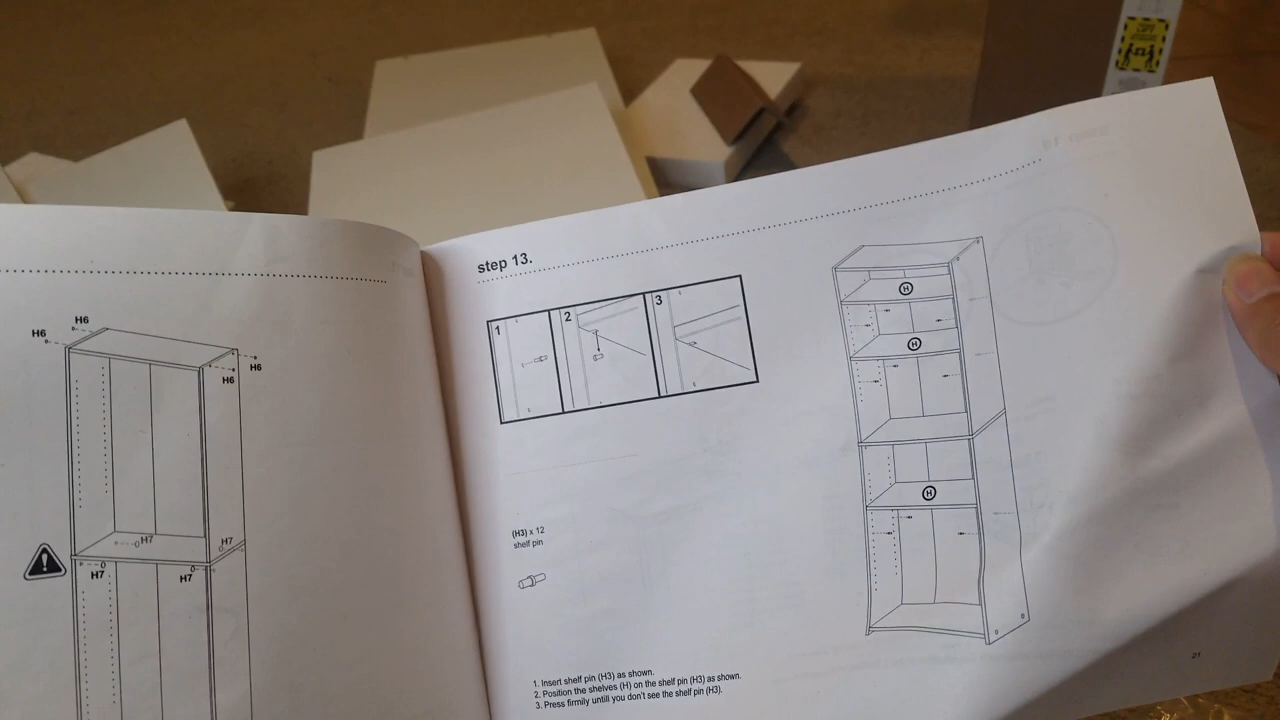 H6
H6
H6
H6
H7
H7
H7
H7
step 13.
1
2
3
H
H
H
(H3) x 12
shelf pin
1. Insert shelf pin (H3) as shown.
2. Position the shelves (H) on the shelf pin (H3) as shown.
3. Press firmly untill you don't see the shelf pin (H3).
21